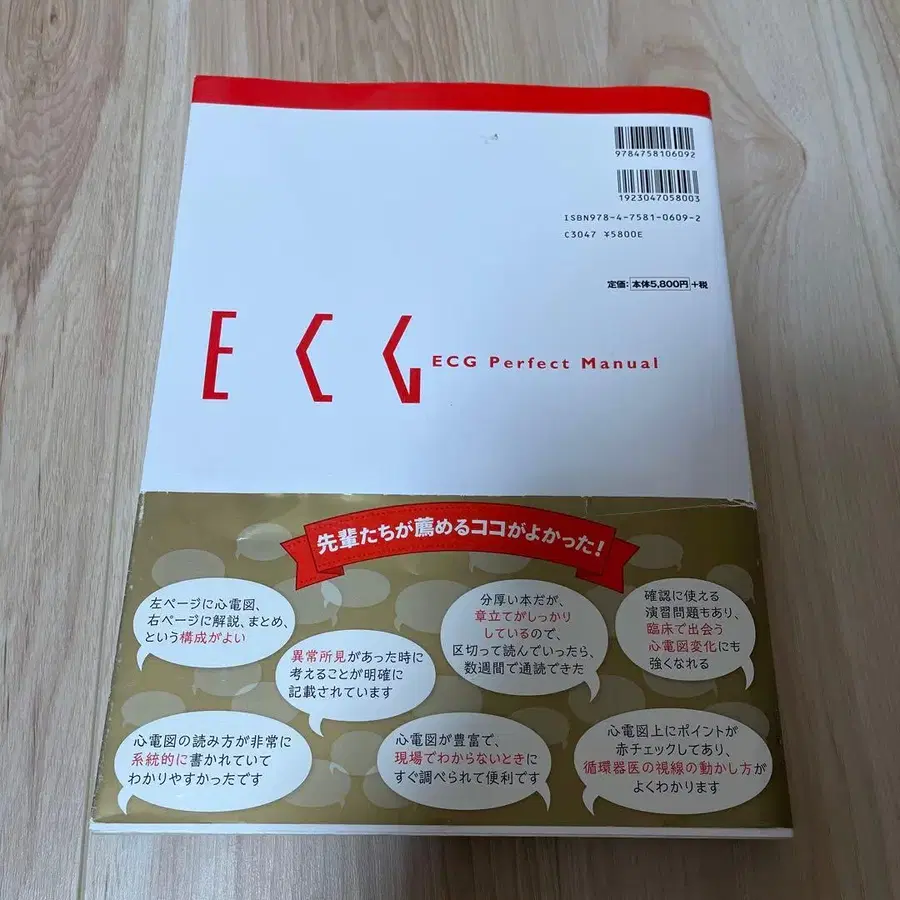 9784758106092
1923047058003
ISBN978-4-7581-0609-2
C3047 ¥5800E
定価：本体5,800円+税
ECG
ECG Perfect Manual
先輩たちが薦めるココがよかった！
左ページに心電図、
右ページに解説、まとめ、
という構成がよい
異常所見があった時に
考えることが明確に
記載されています
分厚い本だが、
章立てがしっかり
しているので、
区切って読んでいったら、
数週間で通読できた
確認に使える
演習問題もあり、
臨床で出会う
心電図変化にも
強くなれる
心電図の読み方が非常に
系統的に書かれていて
わかりやすかったです
心電図が豊富で、
現場でわからないときに
すぐ調べられて便利です
心電図上にポイントが
赤チェックしてあり、
循環器医の視線の動かし方が
よくわかります